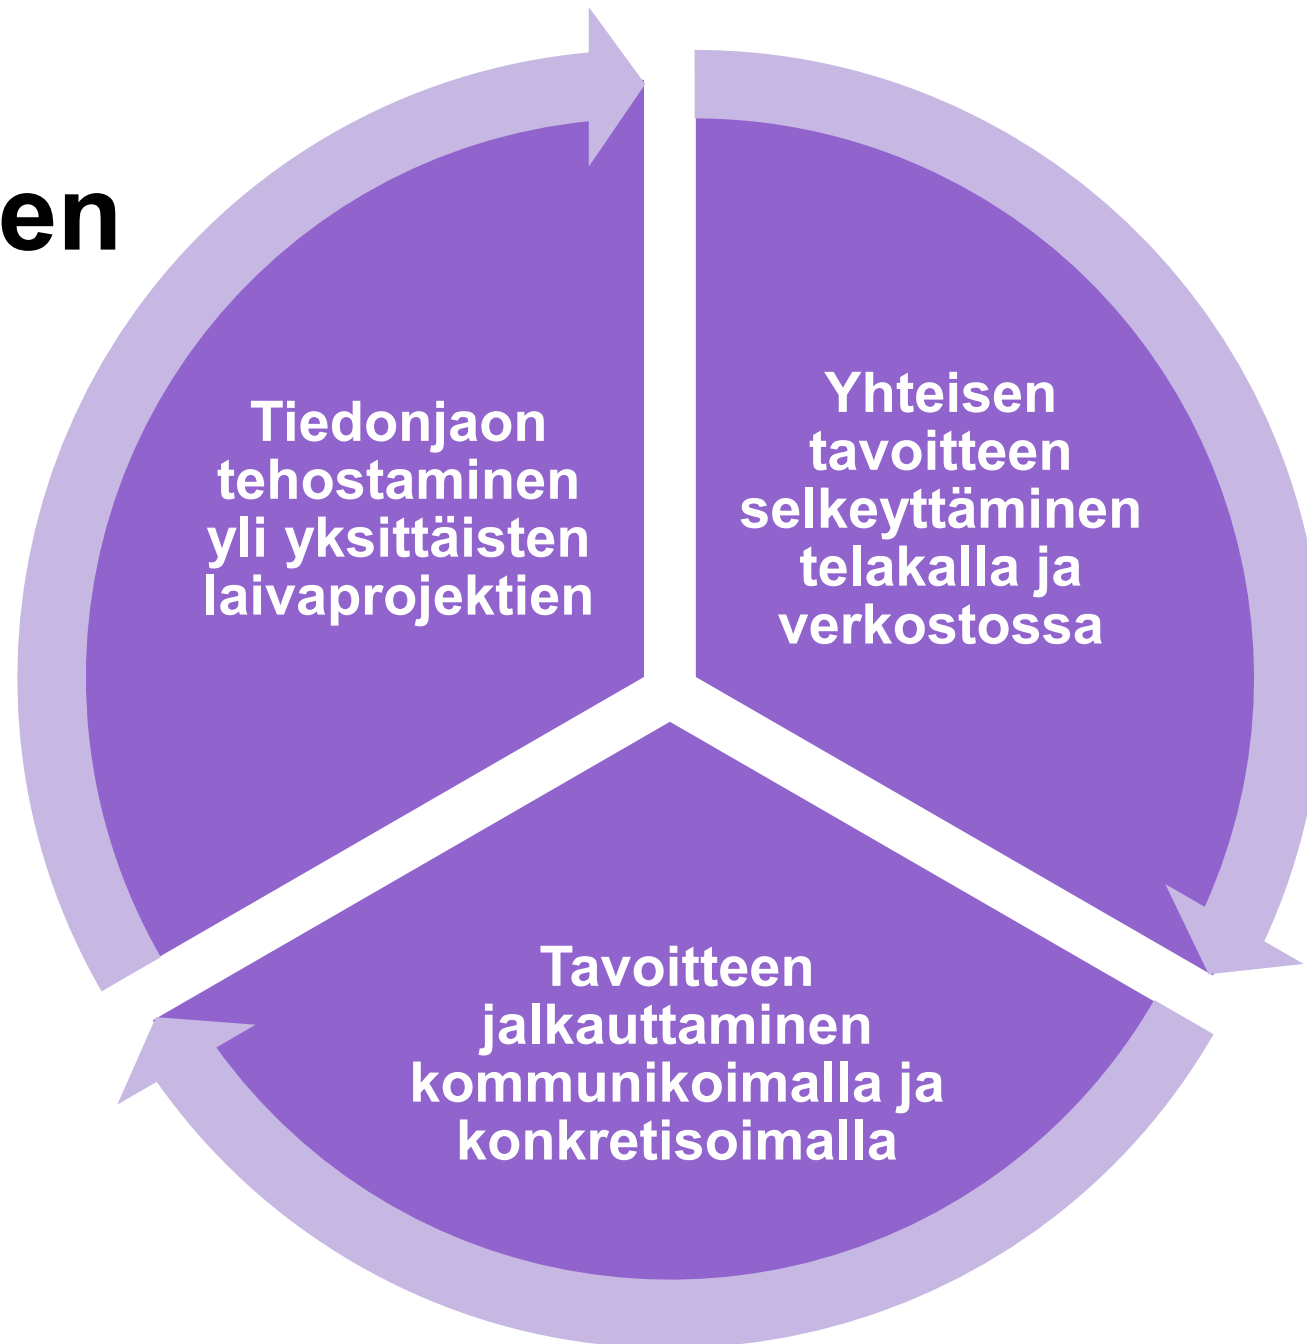 en
Tiedonjaon
tehostaminen
yli yksittäisten
laivaprojektien
Yhteisen
tavoitteen
selkeyttäminen
telakalla ja
verkostossa
Tavoitteen
jalkauttaminen
kommunikoimalla ja
konkretisoimalla